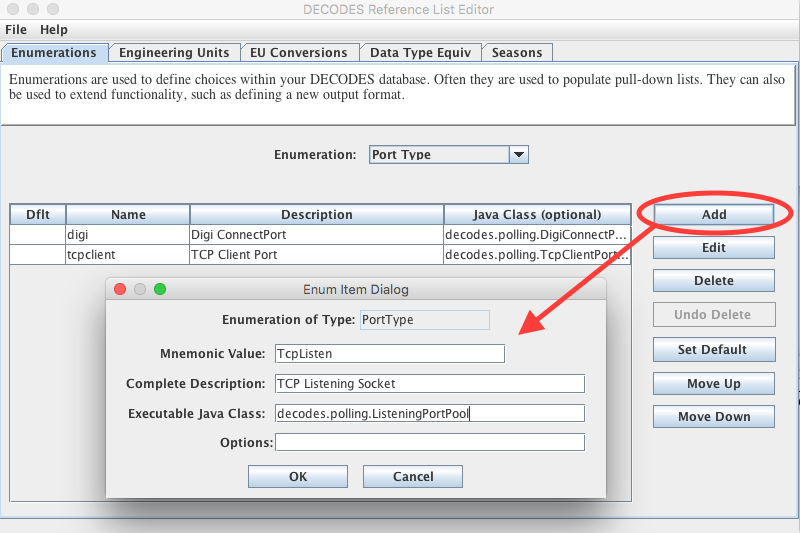 DECODES Reference List Editor
File Help
Enumerations Engineering Units EU Conversions Data Type Equiv Seasons
Enumerations are used to define choices within your DECODES database. Often they are used to populate pull-down lists. They can also
be used to extend functionality, such as defining a new output format.
Enumeration: Port Type
Dflt Name Description Java Class (optional)
digi Digi ConnectPort decodes.polling.DigiConnectP...
tcpclient TCP Client Port decodes.polling.TcpClientPort...
Add
Edit
Delete
Undo Delete
Set Default
Move Up
Move Down
Enum Item Dialog
Enumeration of Type: PortType
Mnemonic Value: TcpListen
Complete Description: TCP Listening Socket
Executable Java Class: decodes.polling.ListeningPortPool
Options:
OK Cancel